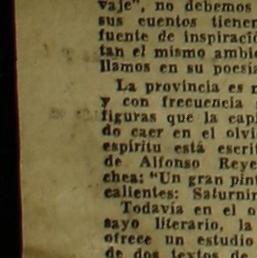 vaje", no debemos
sus cuentos tienen
fuente de inspiració
tan el mismo ambie
llamos en su poesía
La provincia es
y con frecuencia
figuras que la capi
do caer en el olvi
espíritu está escri
de Alfonso Reye
chea: "Un gran pint
calientes: Saturnin
Todavía en el
sayo literario, la
ofrece un estudio
de dos textos de